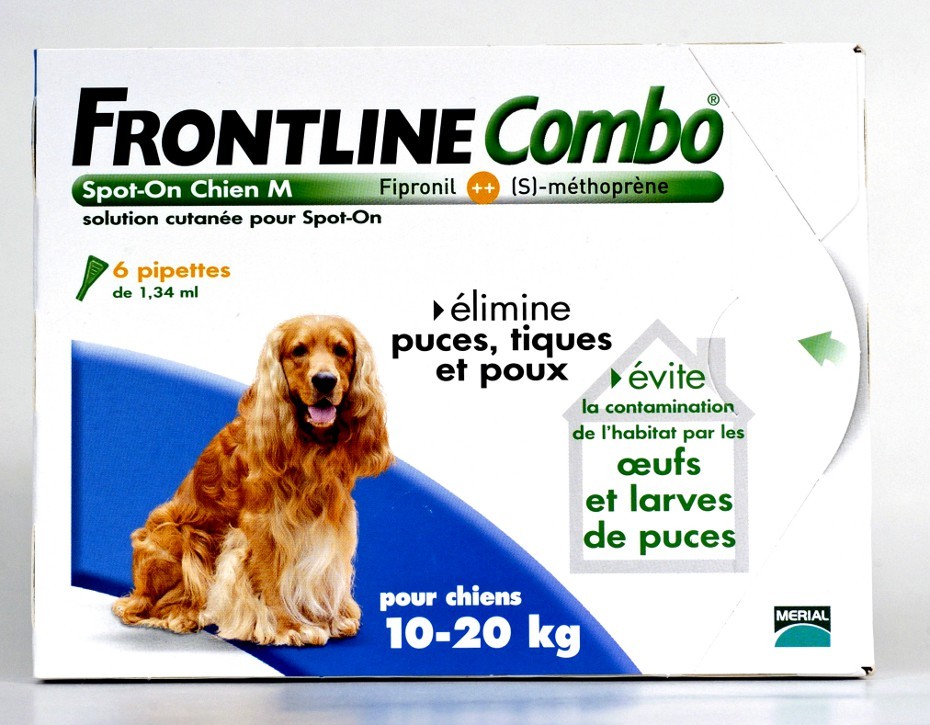 FRONTLINE Combo®
Spot-On Chien M Fipronil ++ (S)-méthoprène
solution cutanée pour Spot-On
6 pipettes
de 1,34 ml
élimine
puces, tiques
et poux
évite
la contamination
de l'habitat par les
œufs
et larves
de puces
pour chiens
10-20 kg
MERIAL